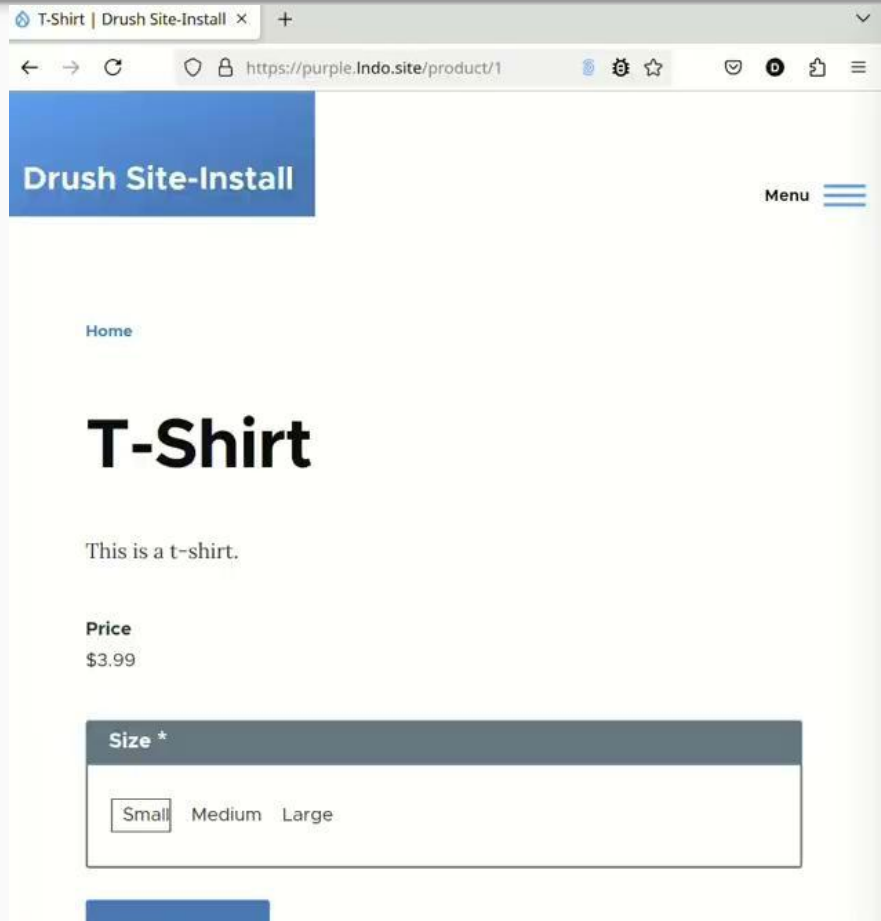 T-Shirt | Drush Site-Install
https://purple.lndo.site/product/1
Drush Site-Install
Menu
Home
T-Shirt
This is a t-shirt.
Price
$3.99
Size *
Small Medium Large